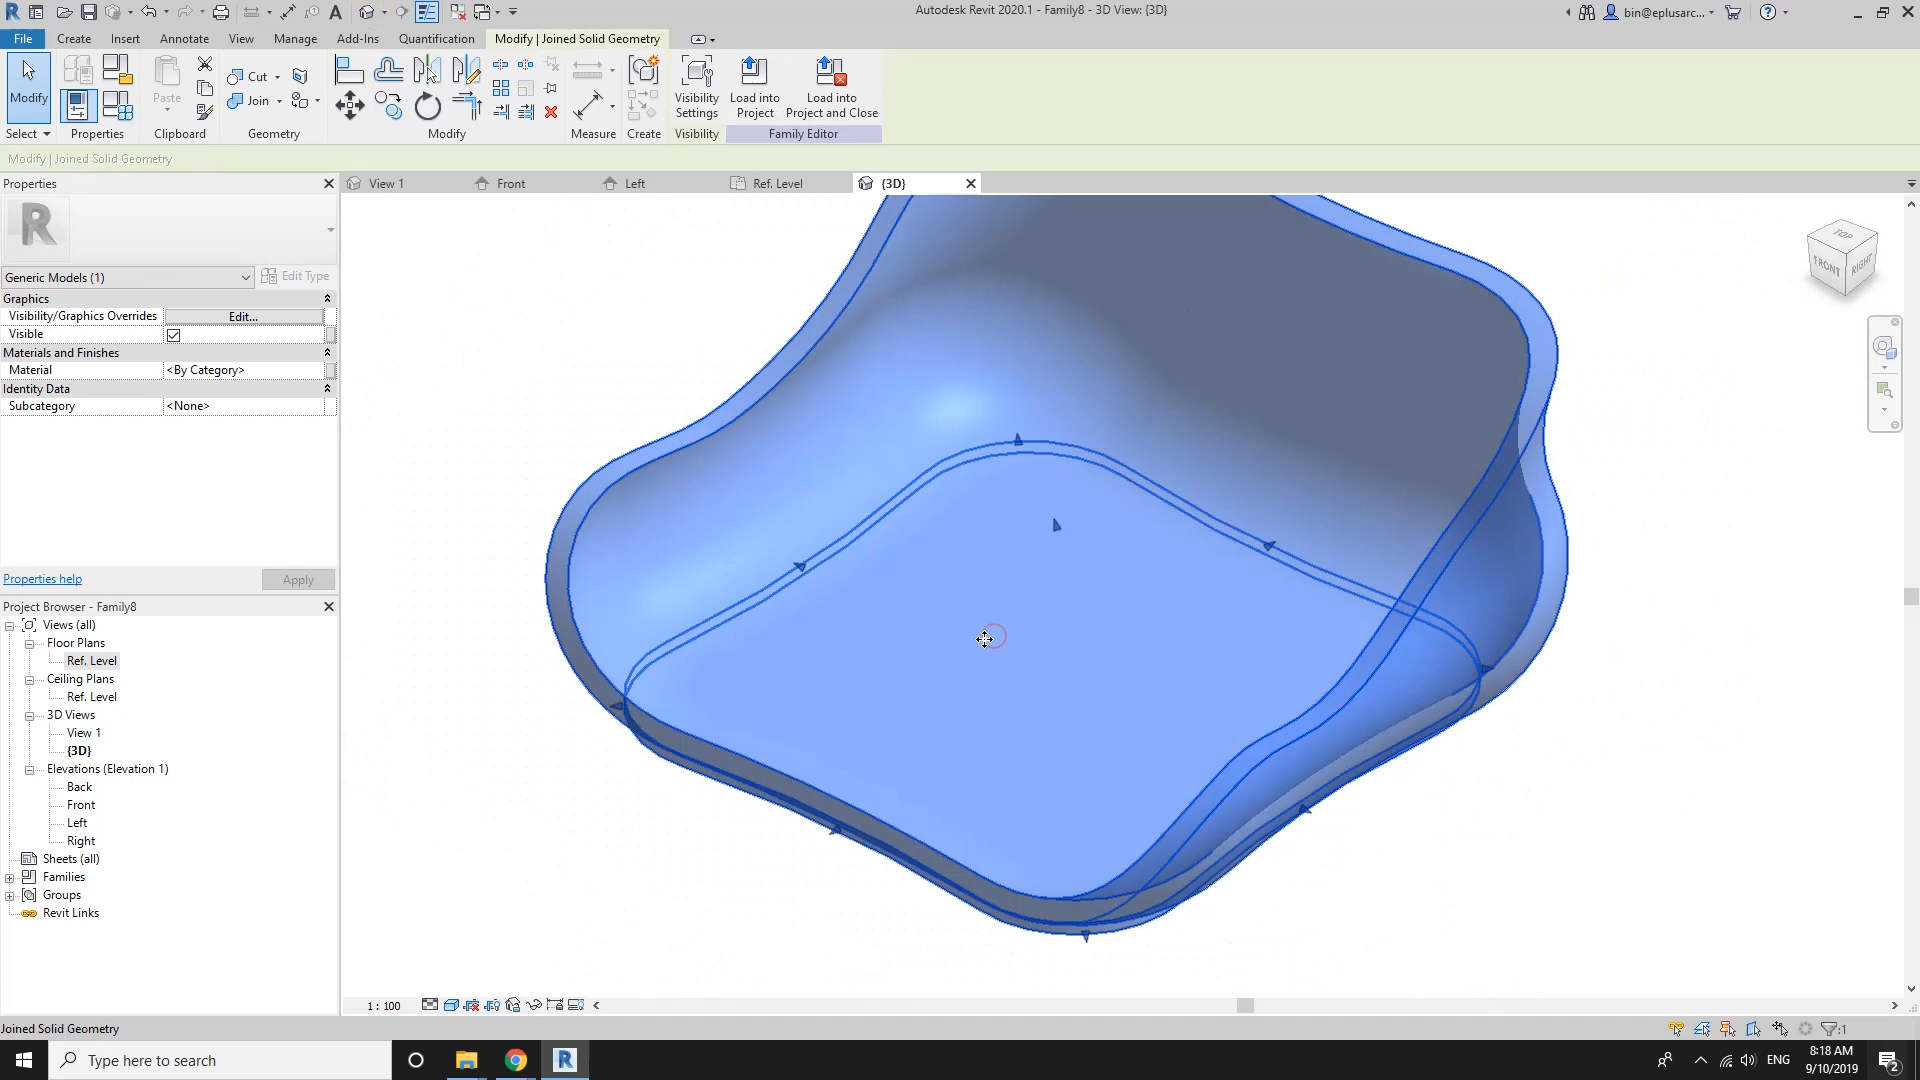 Autodesk Revit 2020.1 - Family8 - 3D View: {3D}
bin@eplusarc...
File Create Insert Annotate View Manage Add-Ins Quantification Modify | Joined Solid Geometry
Modify
Paste
Cut
Join
Visibility Settings
Load into Project
Load into Project and Close
Select Properties Clipboard Geometry Modify Measure Create Visibility Family Editor
Modify | Joined Solid Geometry
Properties
View 1 Front Left Ref. Level {3D}
R
Generic Models (1) Edit Type
Graphics
Visibility/Graphics Overrides Edit...
Visible
Materials and Finishes
Material <By Category>
Identity Data
Subcategory <None>
Properties help Apply
Project Browser - Family8
Views (all)
Floor Plans
Ref. Level
Ceiling Plans
Ref. Level
3D Views
View 1
{3D}
Elevations (Elevation 1)
Back
Front
Left
Right
Sheets (all)
Families
Groups
Revit Links
TOP
FRONT RIGHT
1 : 100
Joined Solid Geometry
:1
Type here to search
ENG
8:18 AM
9/10/2019
2